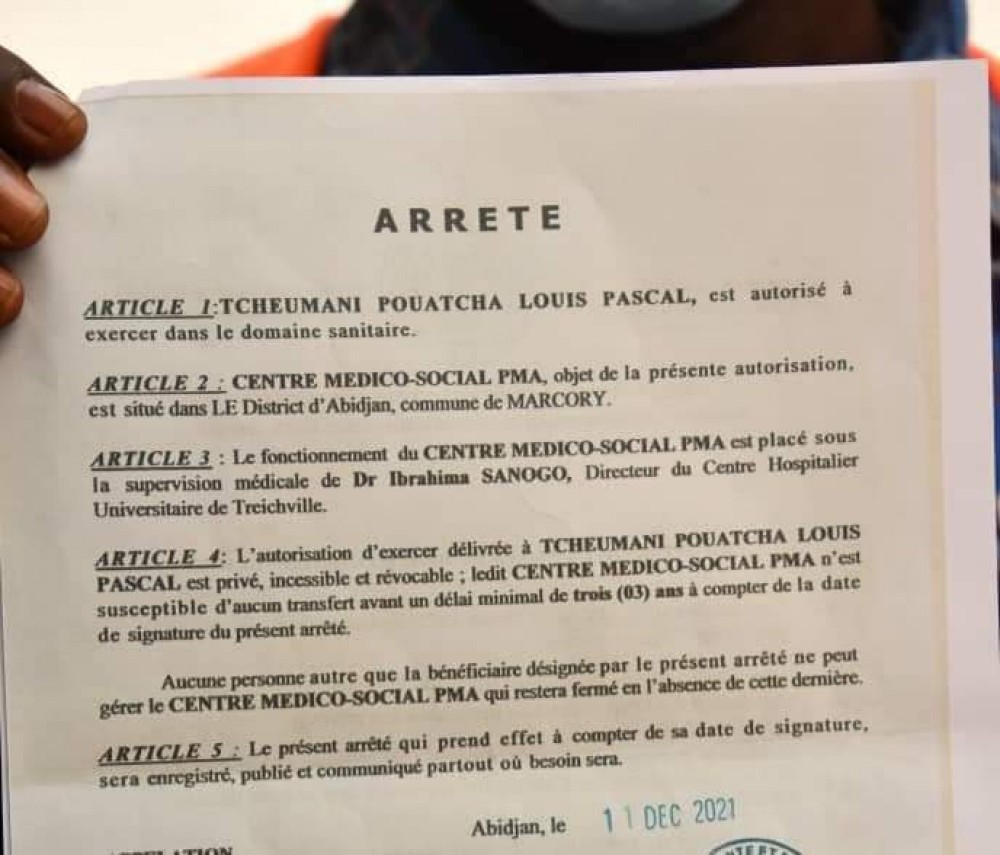 ARRETE
ARTICLE 1:TCHEUMANI POUATCHA LOUIS PASCAL, est autorisé à
exercer dans le domaine sanitaire.
ARTICLE 2 : CENTRE MEDICO-SOCIAL PMA, objet de la présente autorisation,
est situé dans LE District d'Abidjan, commune de MARCORY.
ARTICLE 3 : Le fonctionnement du CENTRE MEDICO-SOCIAL PMA est placé sous
la supervision médicale de Dr Ibrahima SANOGO, Directeur du Centre Hospitalier
Universitaire de Treichville.
ARTICLE 4: L'autorisation d'exercer délivrée à TCHEUMANI POUATCHA LOUIS
PASCAL est privé, incessible et révocable ; ledit CENTRE MEDICO-SOCIAL PMA n'est
susceptible d'aucun transfert avant un délai minimal de trois (03) ans à compter de la date
de signature du présent arrêté.
Aucune personne autre que la bénéficiaire désignée par le présent arrêté ne peut
gérer le CENTRE MEDICO-SOCIAL PMA qui restera fermé en l'absence de cette dernière.
ARTICLE 5 : Le présent arrêté qui prend effet à compter de sa date de signature,
sera enregistré, publié et communiqué partout où besoin sera.
Abidjan, le 11 DEC 2021